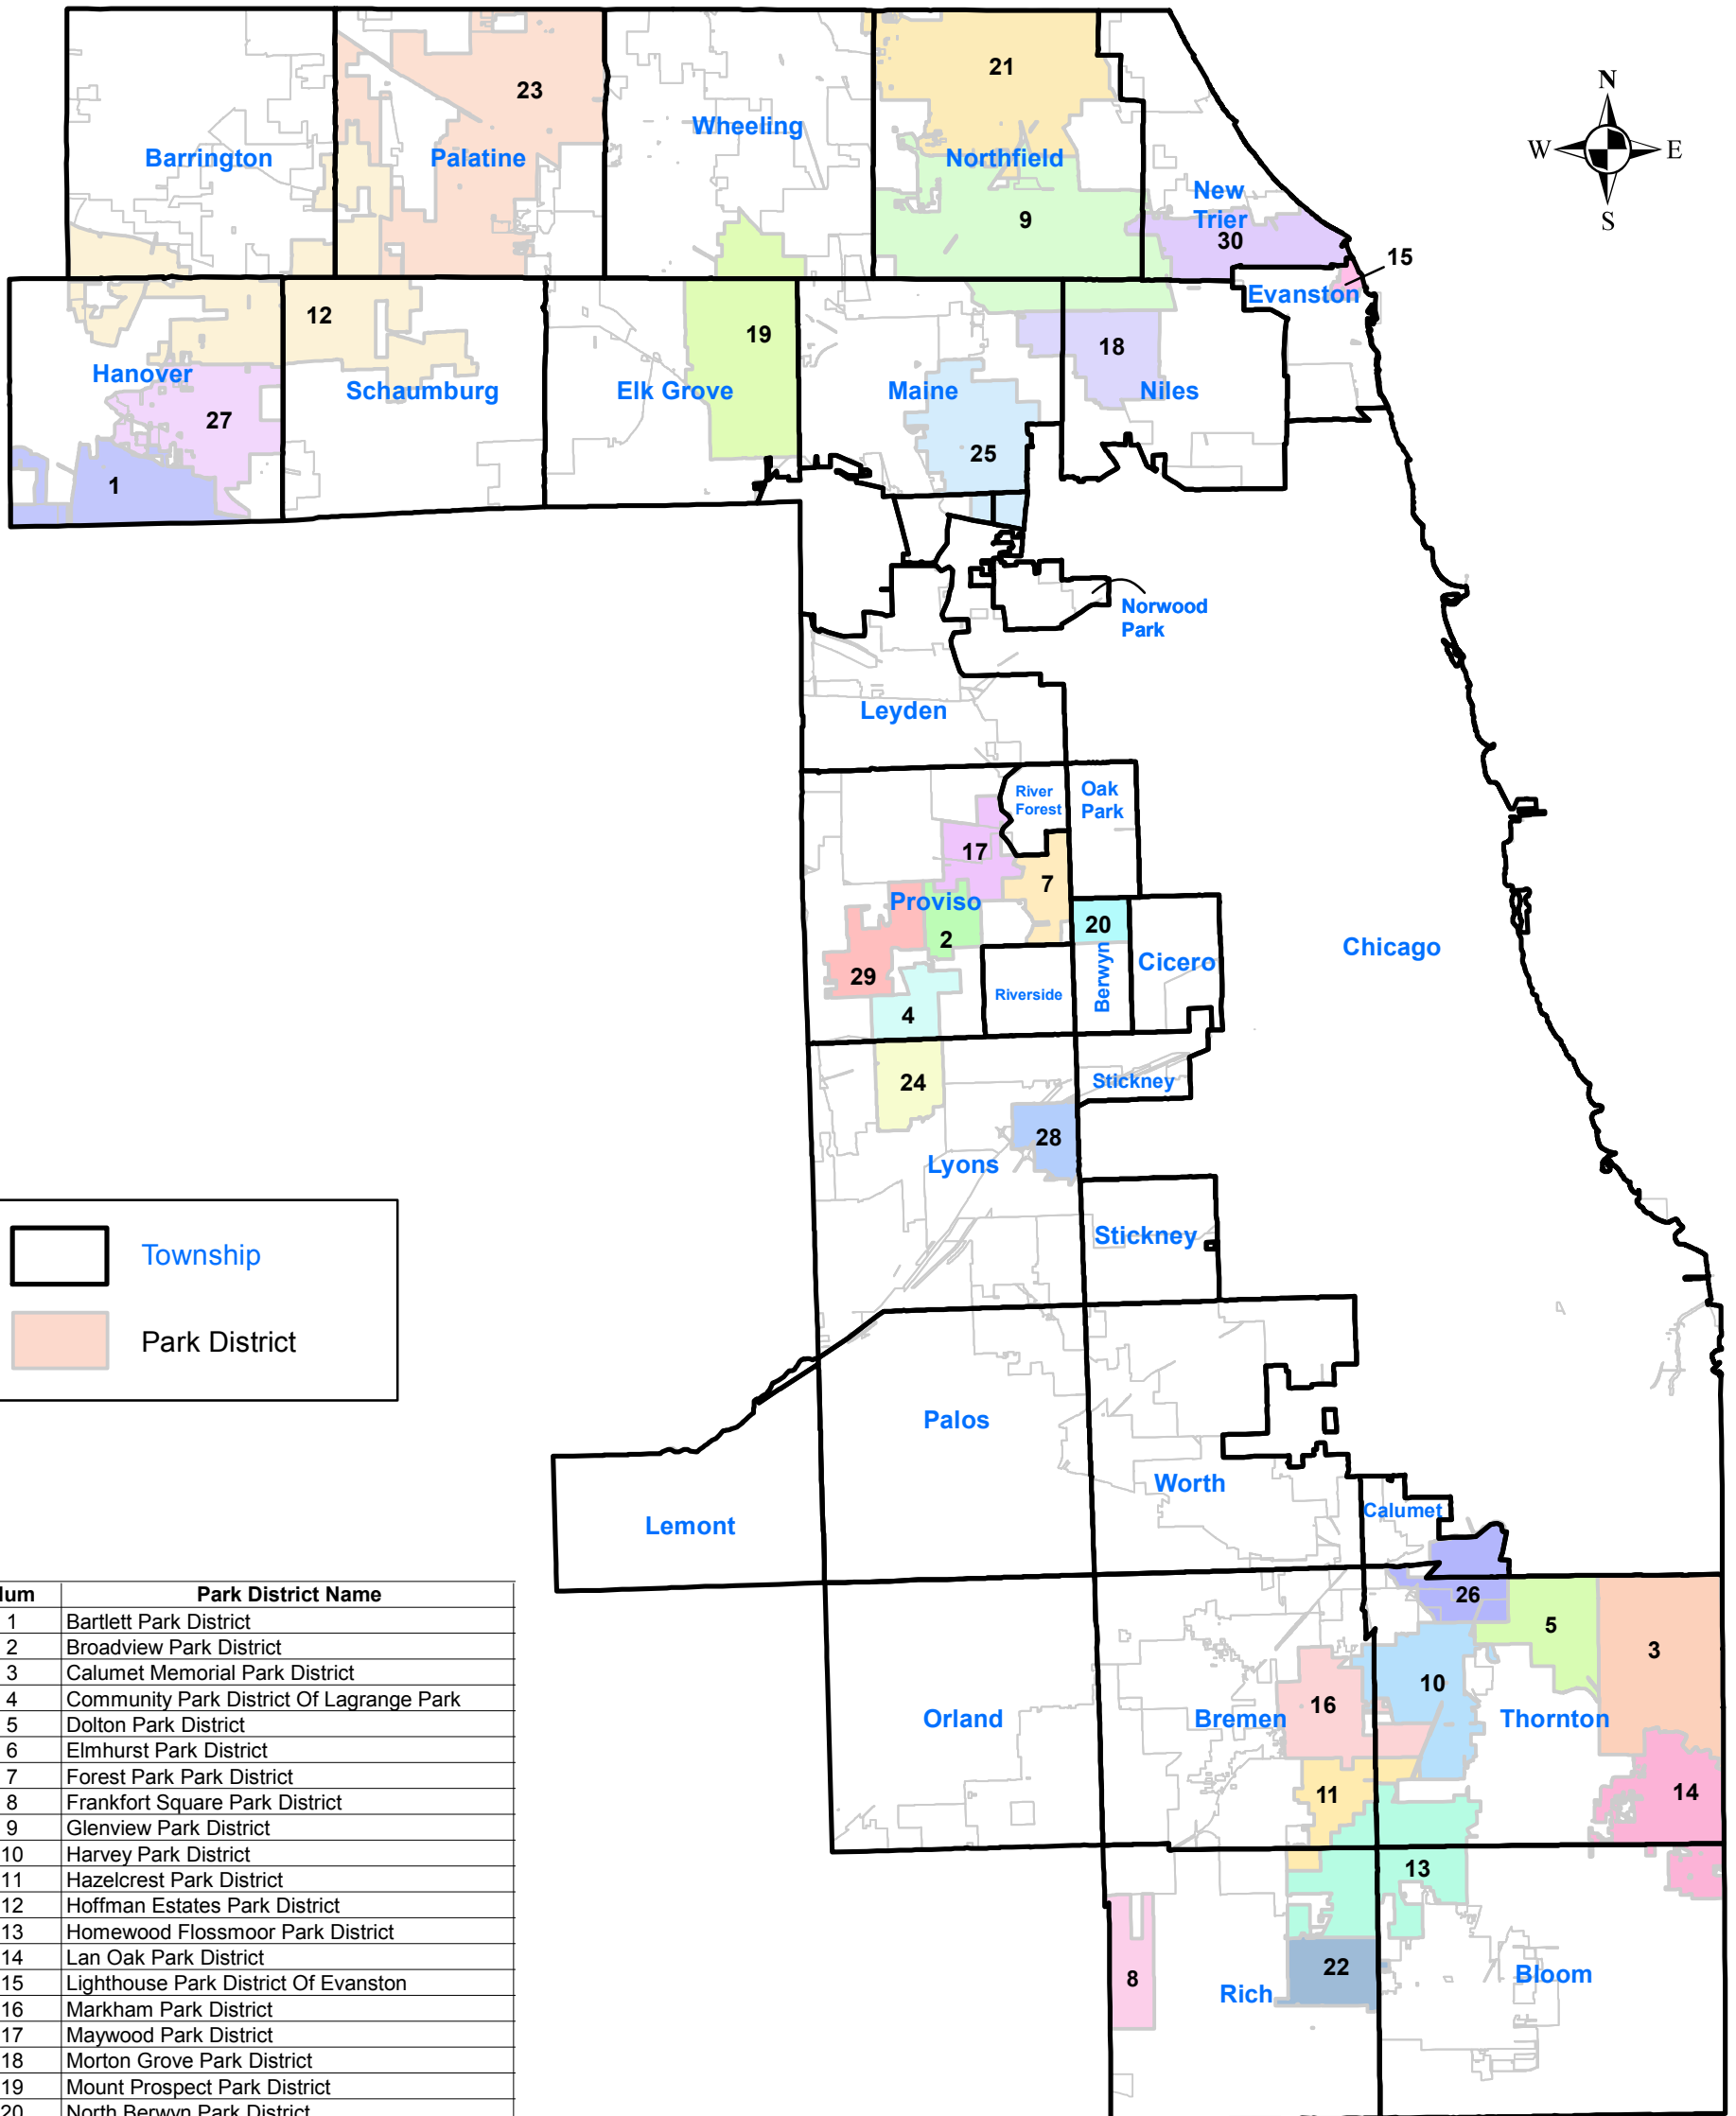 21
23
N
Wheeling
W E
Barrington
Palatine
Northfield
New
Trier
S
9
30
15
Evanston
12
19
18
Hanover
Schaumburg
Elk Grove
Maine
Niles
27
25
1
Norwood
Park
Leyden
River
Forest
Oak
Park
17
7
Proviso
20
2
Chicago
Cicero
Berwyn
29
Riverside
4
24
Stickney
28
Lyons
Stickney
Township
Park District
Palos
Worth
Calumet
Lemont
26
5
3
10
16
Orland
Bremen
Thornton
14
11
13
8
22
Rich
Bloom
lum Park District Name
1 Bartlett Park District
2 Broadview Park District
3 Calumet Memorial Park District
4 Community Park District Of Lagrange Park
5 Dolton Park District
6 Elmhurst Park District
7 Forest Park Park District
8 Frankfort Square Park District
9 Glenview Park District
10 Harvey Park District
11 Hazelcrest Park District
12 Hoffman Estates Park District
13 Homewood Flossmoor Park District
14 Lan Oak Park District
15 Lighthouse Park District Of Evanston
16 Markham Park District
17 Maywood Park District
18 Morton Grove Park District
19 Mount Prospect Park District
20 North Berwyn Park District